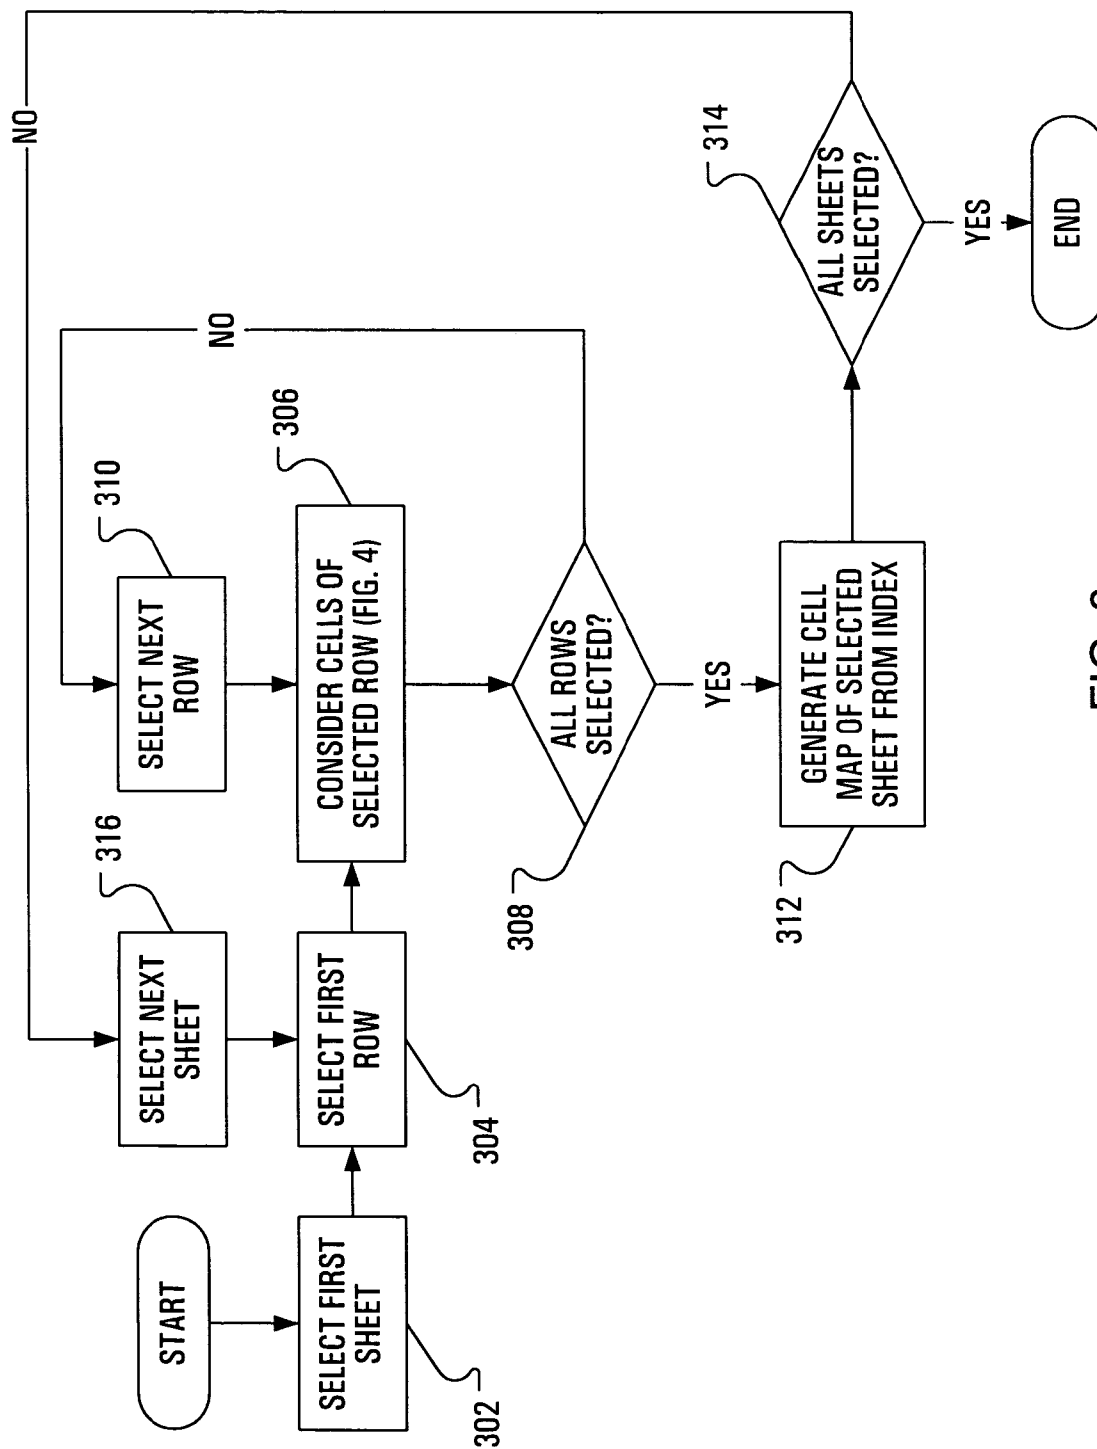 START
SELECT FIRST
SHEET
302
SELECT NEXT
SHEET
316
SELECT FIRST
ROW
304
SELECT NEXT
ROW
310
CONSIDER CELLS OF
SELECTED ROW (FIG. 4)
306
NO
ALL ROWS
SELECTED?
308
YES
GENERATE CELL
MAP OF SELECTED
SHEET FROM INDEX
312
ALL SHEETS
SELECTED?
314
NO
YES
END